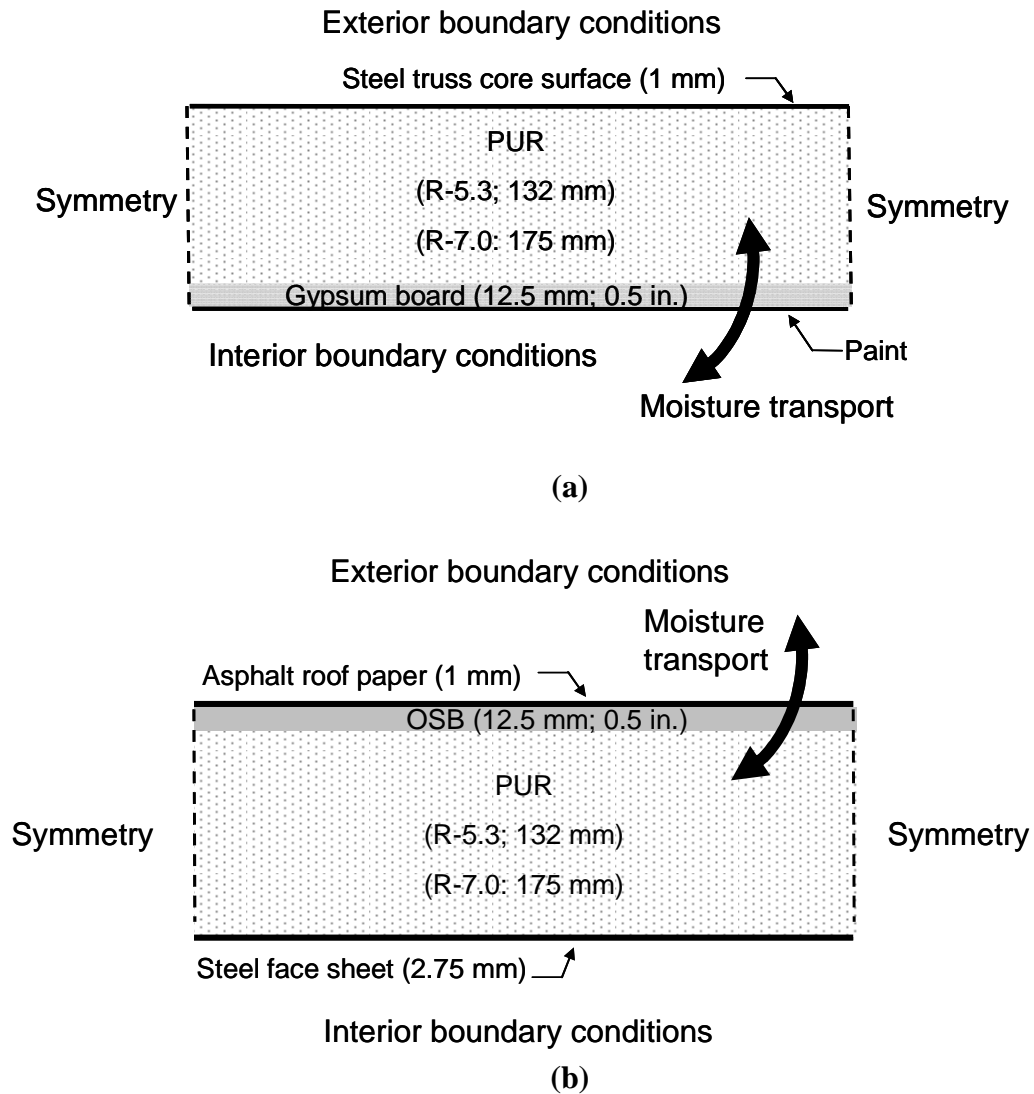 Exterior boundary conditions
Steel truss core surface (1 mm)
PUR
(R-5.3; 132 mm)
Symmetry
Symmetry
(R-7.0: 175 mm)
Gypsum board (12.5 mm; 0.5 in.)
Interior boundary conditions
Paint
Moisture transport
(a)
Exterior boundary conditions
Moisture
transport
Asphalt roof paper (1 mm)
OSB (12.5 mm; 0.5 in.)
PUR
Symmetry
(R-5.3; 132 mm)
Symmetry
(R-7.0: 175 mm)
Steel face sheet (2.75 mm)
Interior boundary conditions
(b)